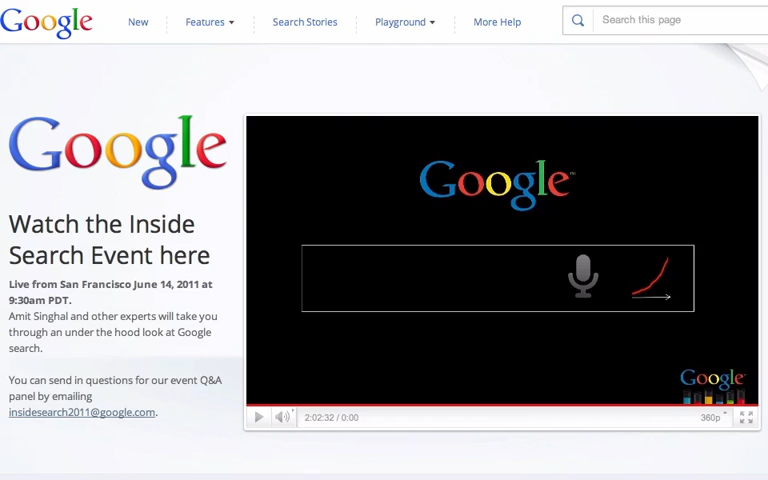 Google
New
Features
Search Stories
Playground
More Help
Search this page
Google
Watch the Inside
Search Event here
Live from San Francisco June 14, 2011 at
9:30am PDT.
Amit Singhal and other experts will take you
through an under the hood look at Google
search.
You can send in questions for our event Q&A
panel by emailing
insidesearch2011@google.com.
Google™
Google
2:02:32 / 0:00
360p